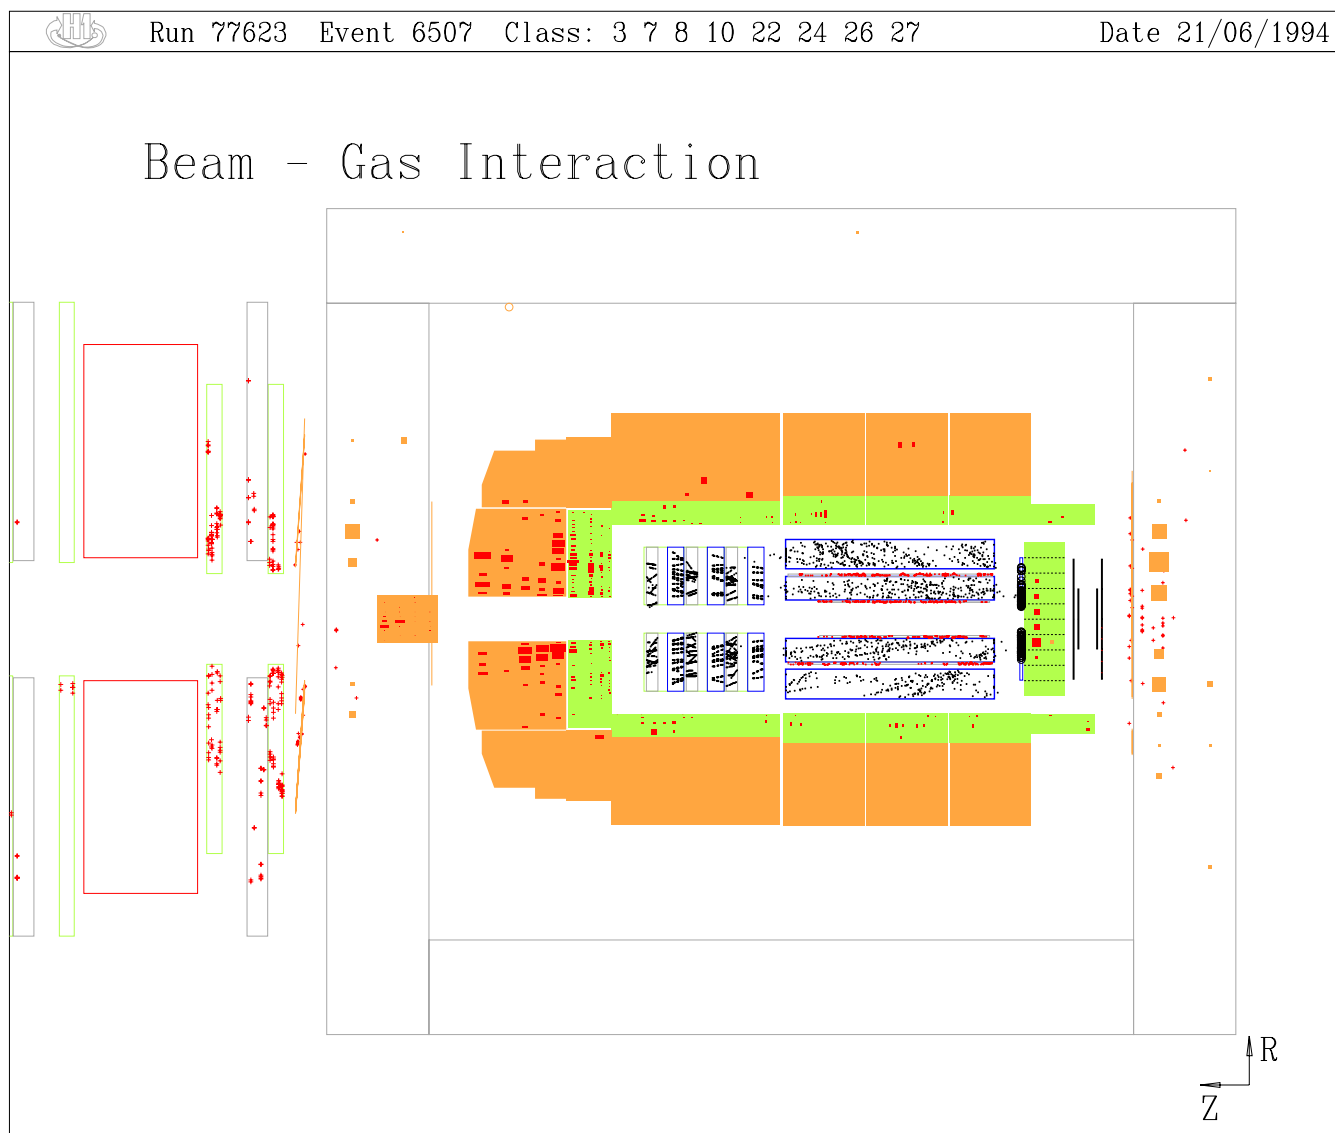 H1 Run 77623 Event 6507 Class: 3 7 8 10 22 24 26 27 Date 21/06/1994
Beam - Gas Interaction
R
Z